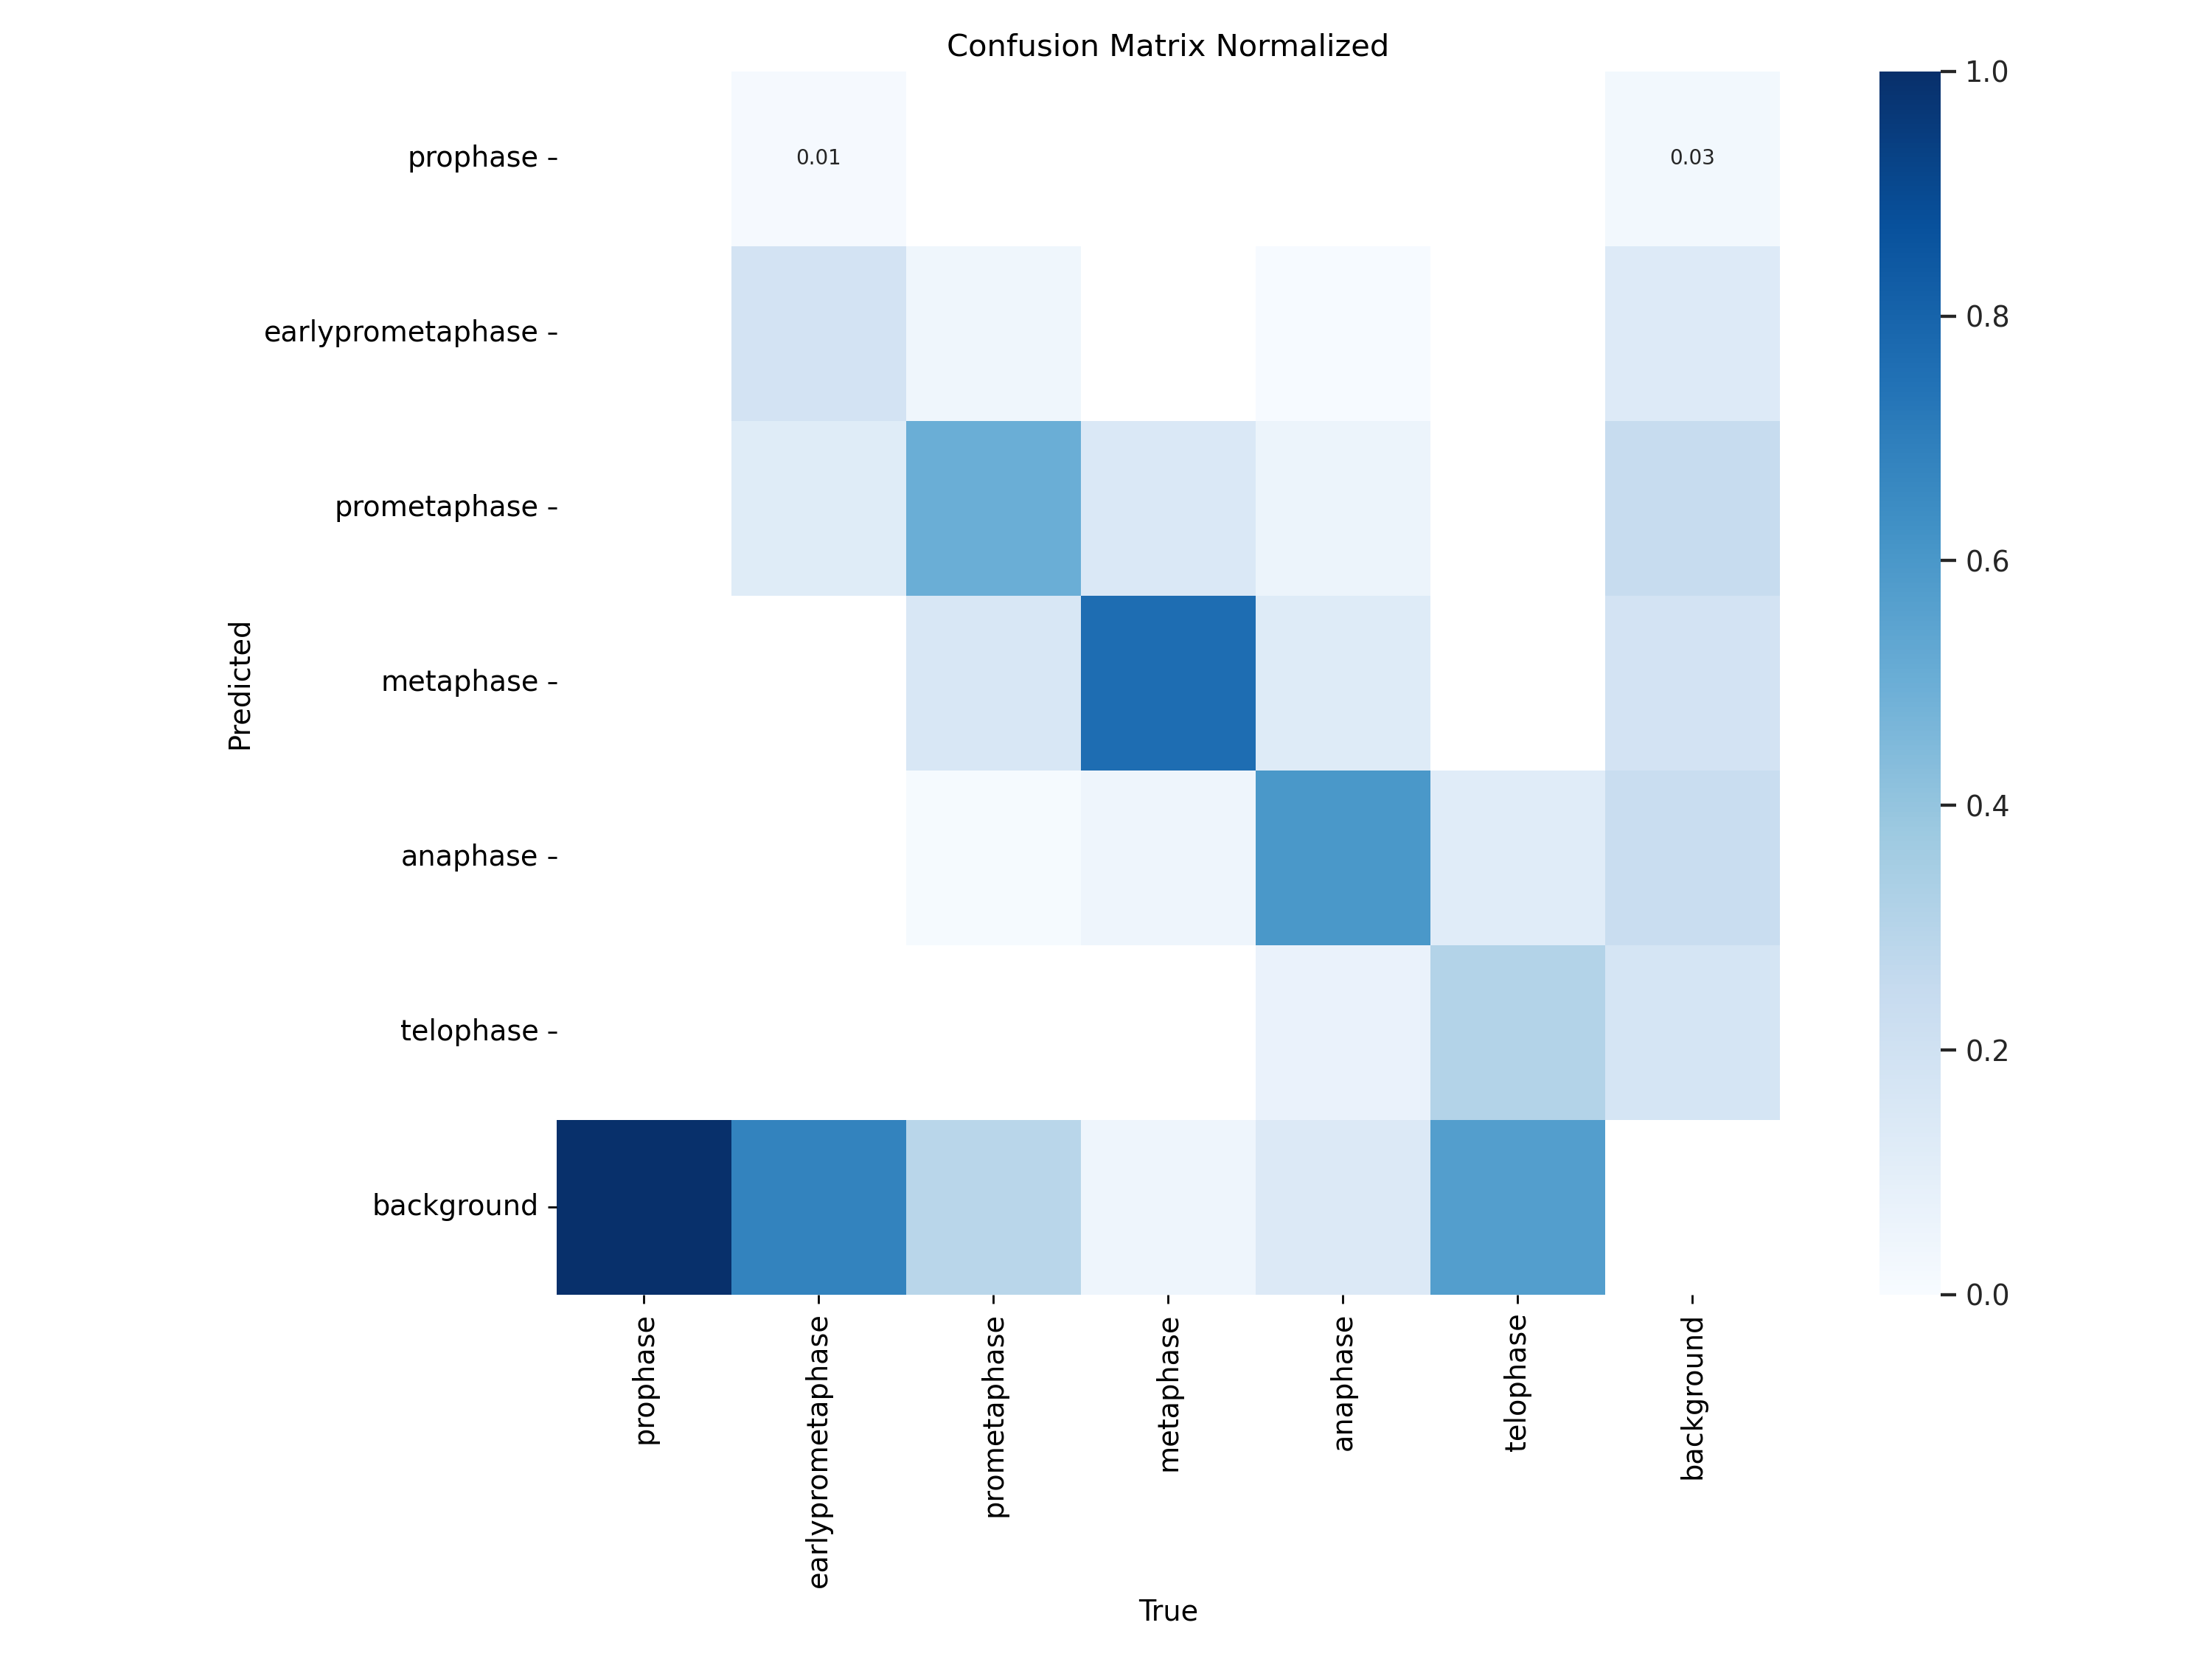 Confusion Matrix Normalized
prophase
0.01
0.03
earlyprometaphase
prometaphase
metaphase
anaphase
telophase
background
Predicted
prophase
earlyprometaphase
prometaphase
metaphase
anaphase
telophase
background
True
1.0
0.8
0.6
0.4
0.2
0.0